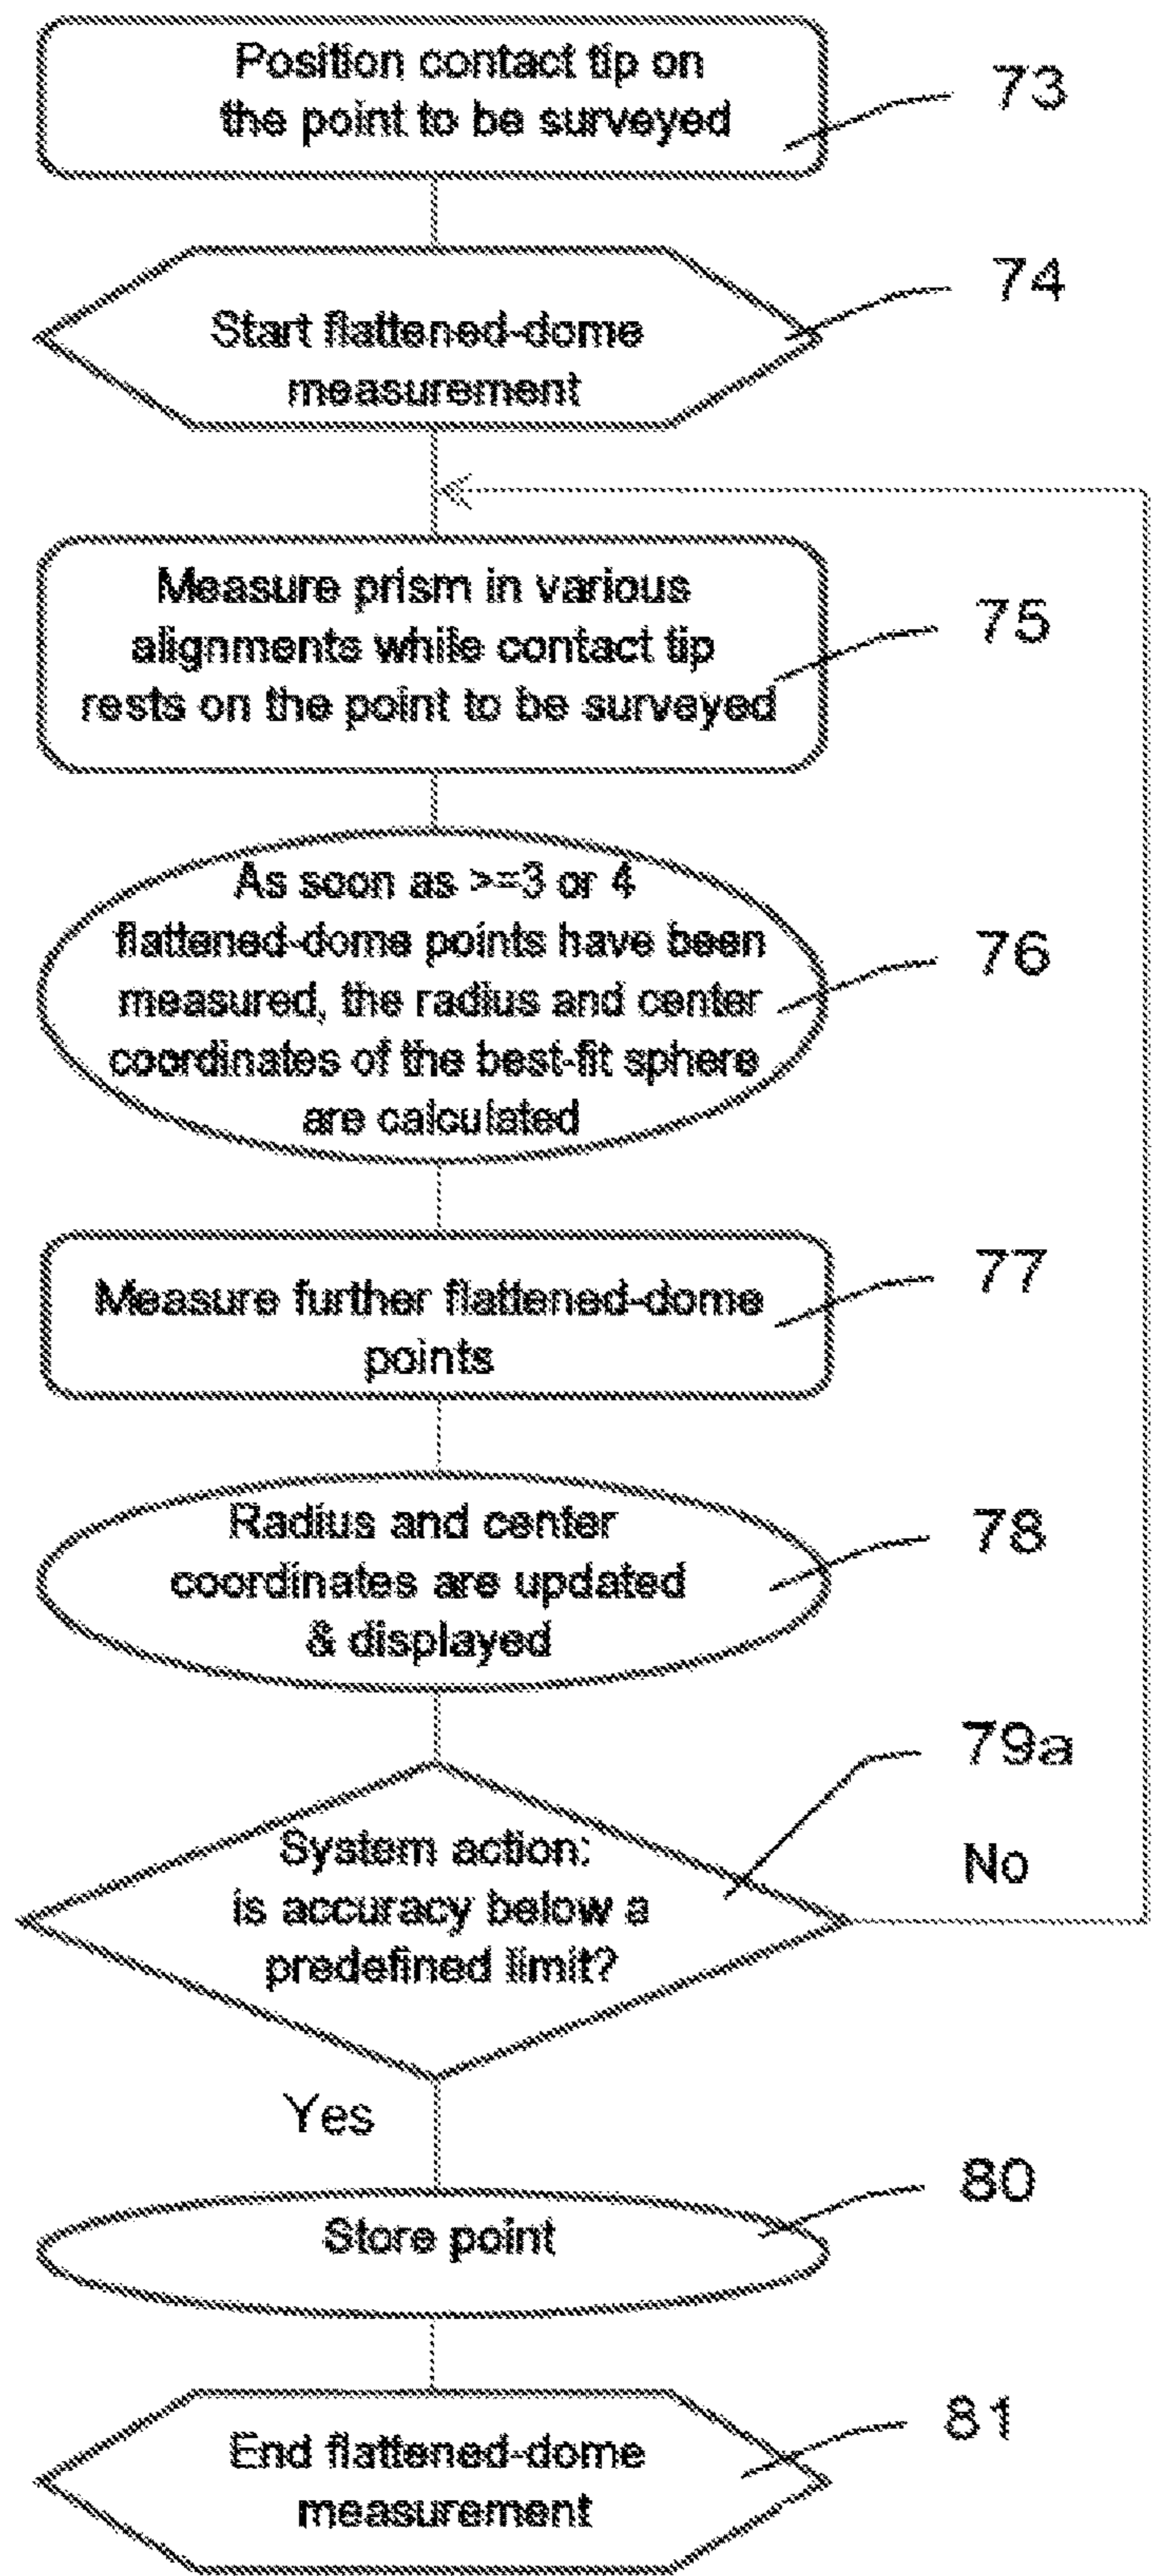 Position contact tip on
the point to be surveyed
73
Start flattened-dome
measurement
74
Measure prism in various
alignments while contact tip
rests on the point to be surveyed
75
As soon as >=3 or 4
flattened-dome points have been
measured, the radius and center
coordinates of the best-fit sphere
are calculated
76
Measure further flattened-dome
points
77
Radius and center
coordinates are updated
& displayed
78
System action:
is accuracy below a
predefined limit?
79a
No
Yes
Store point
80
End flattened-dome
measurement
81